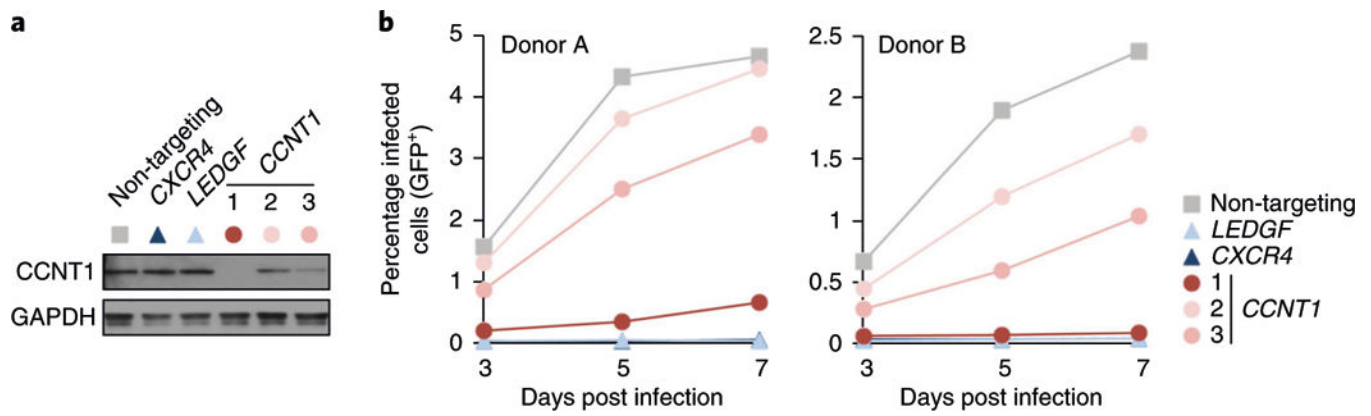 a
Non-targeting
CXCR4
LEDGF
CCNT1
1 2 3
CCNT1
GAPDH
b
Percentage infected
cells (GFP⁺)
Donor A
5
4
3
2
1
0
3 5 7
Days post infection
Donor B
2.5
2
1.5
1
0.5
0
3 5 7
Days post infection
Non-targeting
LEDGF
CXCR4
1
2 CCNT1
3